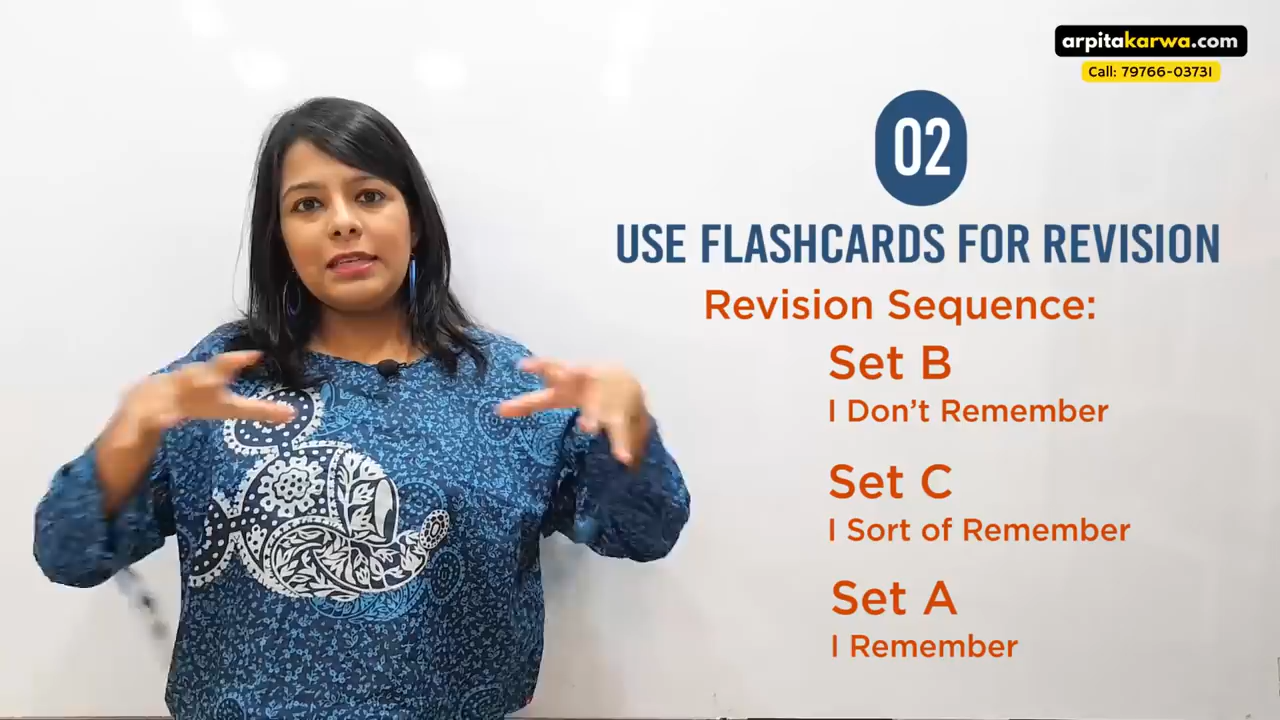 arpitakarwa.com
Call: 79766-03731
02
USE FLASHCARDS FOR REVISION
Revision Sequence:
Set B
I Don't Remember
Set C
I Sort of Remember
Set A
I Remember